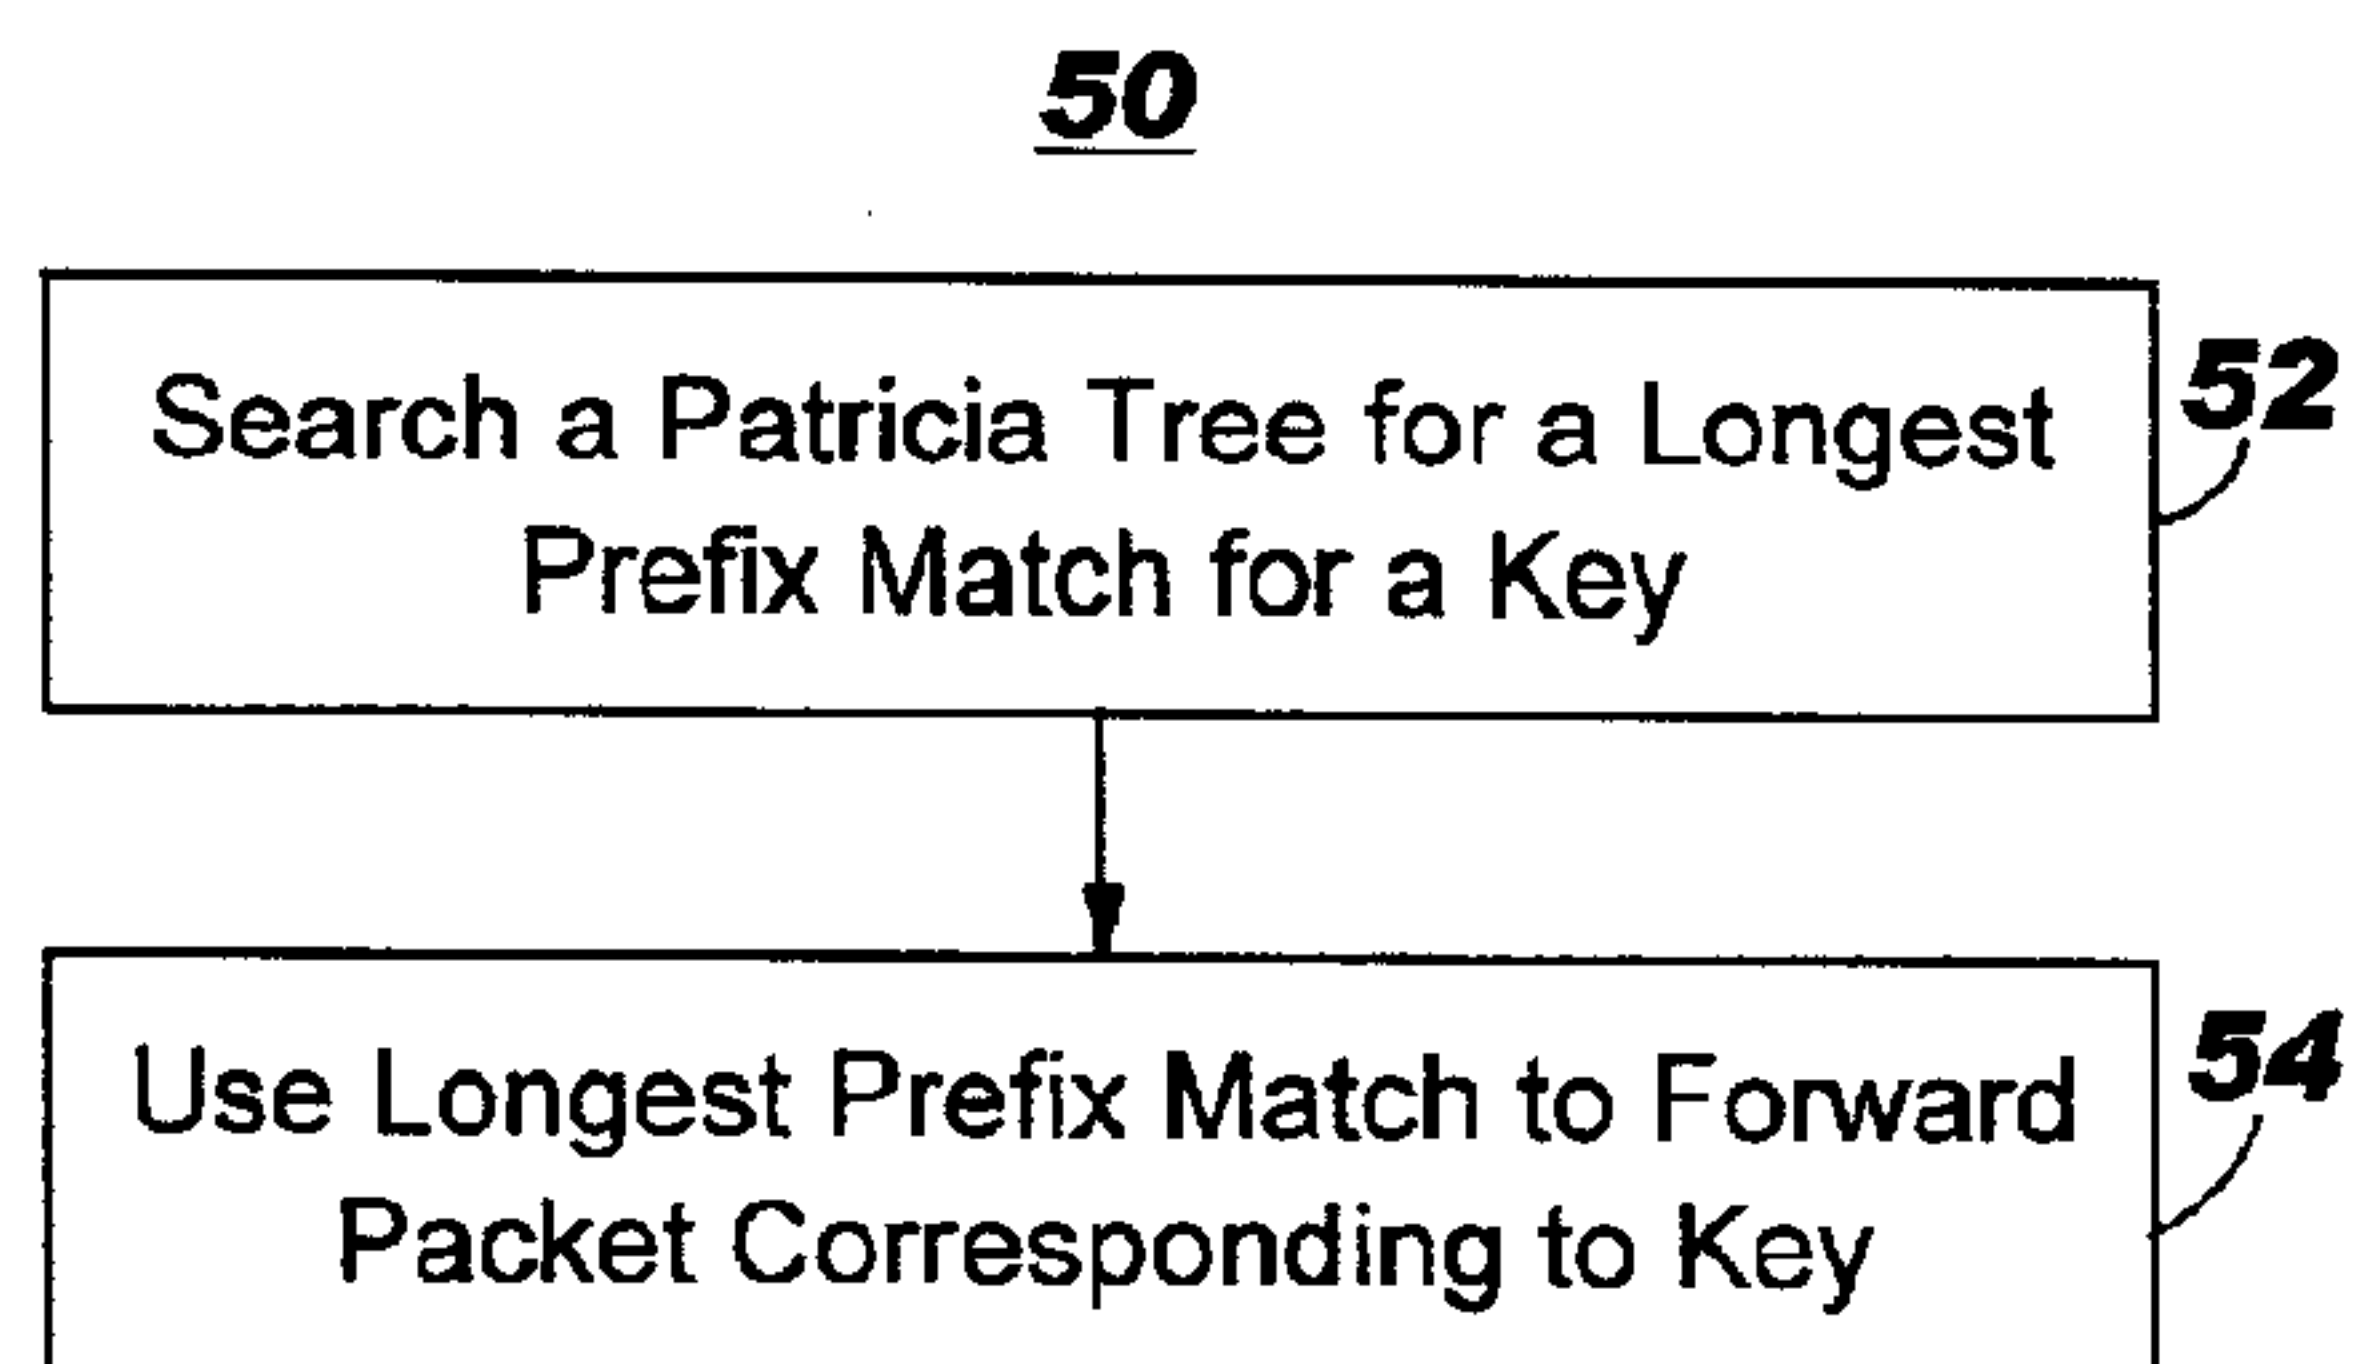 50
Search a Patricia Tree for a Longest
Prefix Match for a Key
52
Use Longest Prefix Match to Forward
Packet Corresponding to Key
54